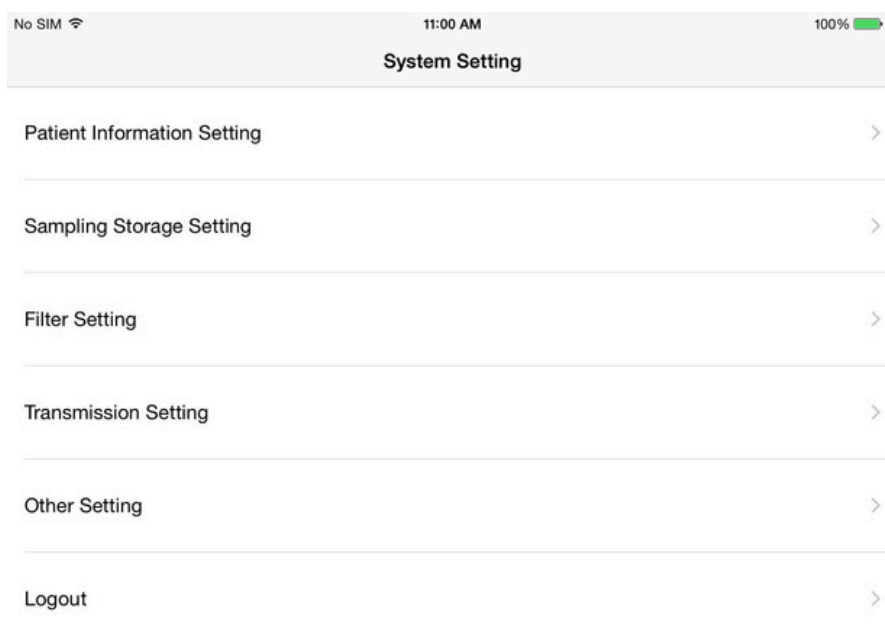 No SIM 11:00 AM 100%
System Setting
Patient Information Setting
Sampling Storage Setting
Filter Setting
Transmission Setting
Other Setting
Logout